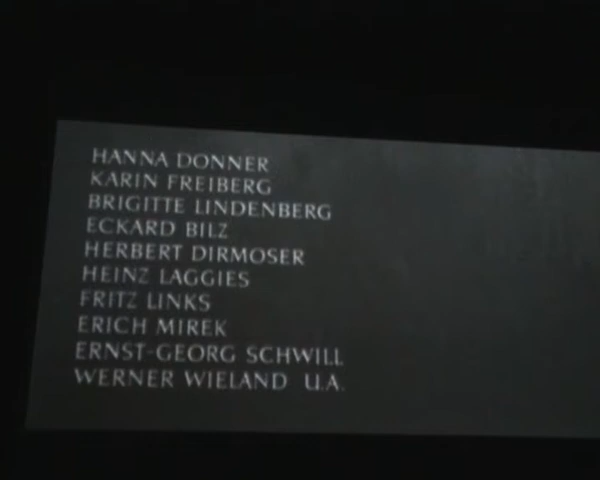 HANNA DONNER
KARIN FREIBERG
BRIGITTE LINDENBERG
ECKARD BILZ
HERBERT DIRMOSER
HEINZ LAGGIES
FRITZ LINKS
ERICH MIREK
ERNST-GEORG SCHWILL
WERNER WIELAND U.A.